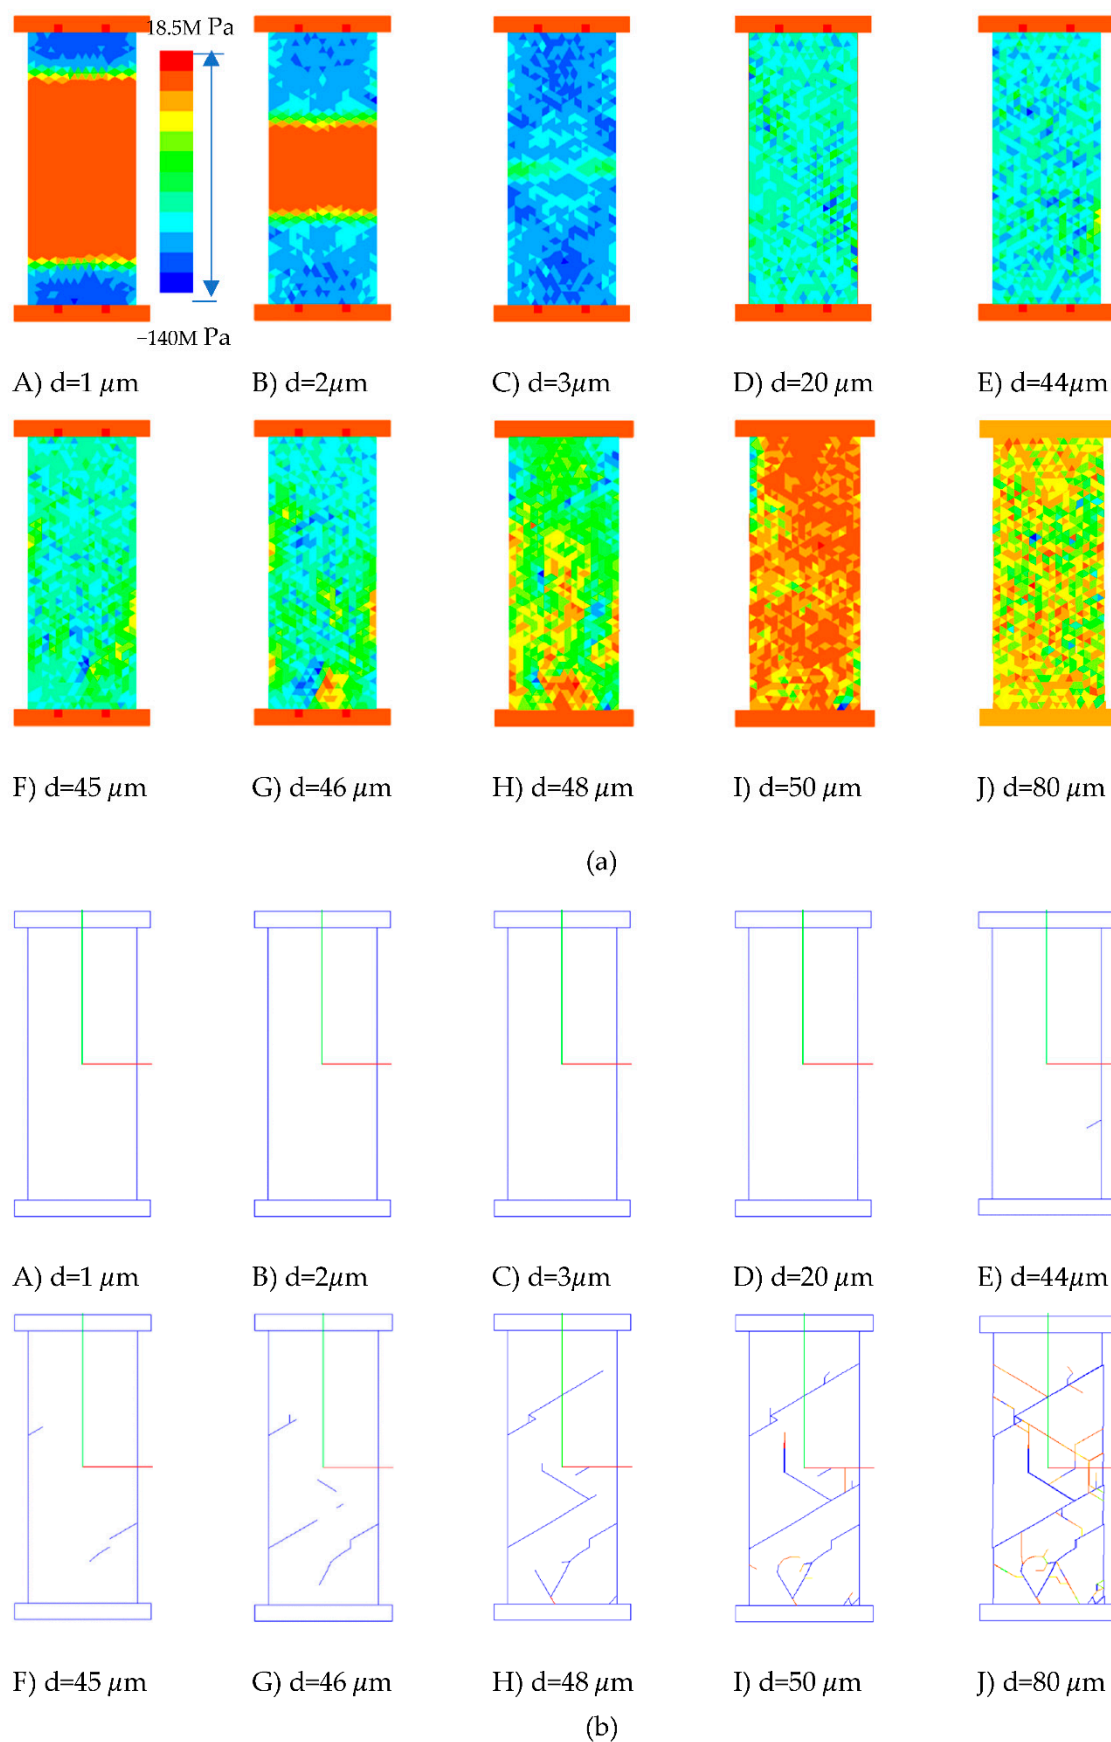 18.5M Pa
−140M Pa
A) d=1 μm
B) d=2μm
C) d=3μm
D) d=20 μm
E) d=44μm
F) d=45 μm
G) d=46 μm
H) d=48 μm
I) d=50 μm
J) d=80 μm
(a)
A) d=1 μm
B) d=2μm
C) d=3μm
D) d=20 μm
E) d=44μm
F) d=45 μm
G) d=46 μm
H) d=48 μm
I) d=50 μm
J) d=80 μm
(b)